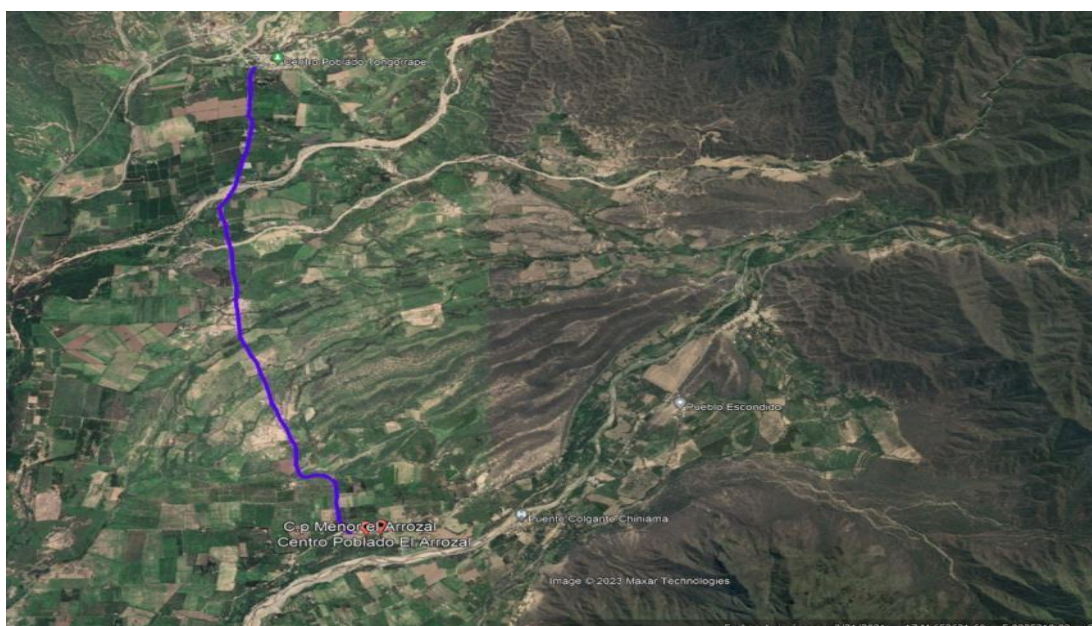 Centro Poblado Tongorrape
Pueblo Escondido
Puente Colgante Chiniama
C.p Menor el Arrozal
Centro Poblado El Arrozal
Image © 2023 Maxar Technologies